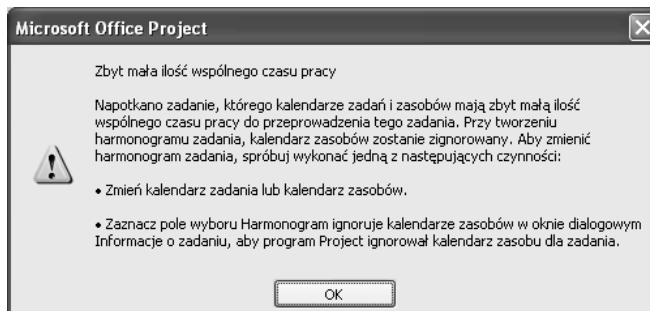 Microsoft Office Project
Zbyt mała ilość wspólnego czasu pracy
Napotkano zadanie, którego kalendarze zadań i zasobów mają zbyt małą ilość
wspólnego czasu pracy do przeprowadzenia tego zadania. Przy tworzeniu
harmonogramu zadania, kalendarz zasobów zostanie zignorowany. Aby zmienić
harmonogram zadania, spróbuj wykonać jedną z następujących czynności:
• Zmień kalendarz zadania lub kalendarz zasobów.
• Zaznacz pole wyboru Harmonogram ignoruje kalendarze zasobów w oknie dialogowym
Informacje o zadaniu, aby program Project ignorował kalendarz zasobu dla zadania.
OK